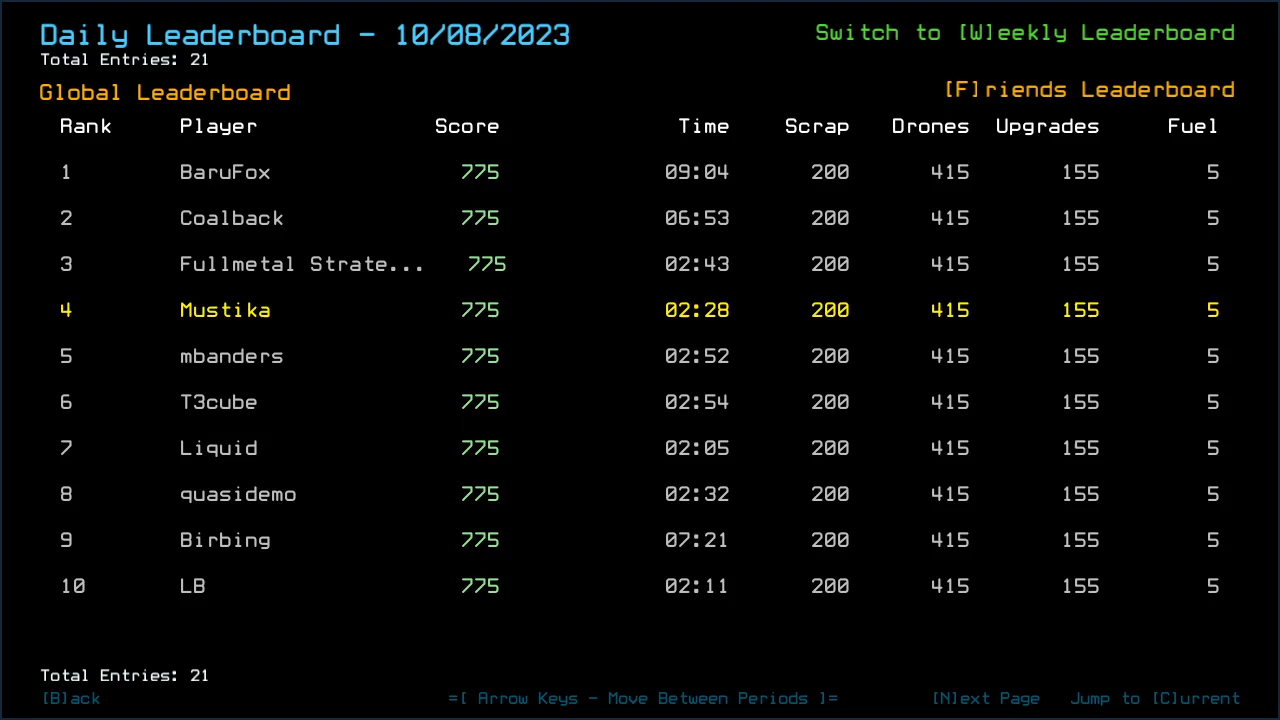 Daily Leaderboard - 10/08/2023 Switch to [W]eekly Leaderboard
Total Entries: 21
Global Leaderboard [F]riends Leaderboard
Rank Player Score Time Scrap Drones Upgrades Fuel
1 BaruFox 775 09:04 200 415 155 5
2 Coalback 775 06:53 200 415 155 5
3 Fullmetal Strate... 775 02:43 200 415 155 5
4 Mustika 775 02:28 200 415 155 5
5 mbanders 775 02:52 200 415 155 5
6 T3cube 775 02:54 200 415 155 5
7 Liquid 775 02:05 200 415 155 5
8 quasidemo 775 02:32 200 415 155 5
9 Birbing 775 07:21 200 415 155 5
10 LB 775 02:11 200 415 155 5
Total Entries: 21
[B]ack =[ Arrow Keys - Move Between Periods ]= [N]ext Page Jump to [C]urrent